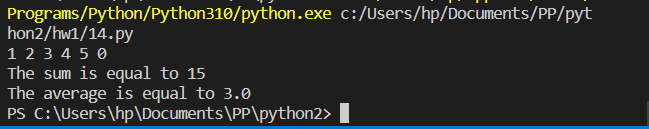 Programs/Python/Python310/python.exe c:/Users/hp/Documents/PP/pyt
hon2/hw1/14.py
1 2 3 4 5 0
The sum is equal to 15
The average is equal to 3.0
PS C:\Users\hp\Documents\PP\python2>